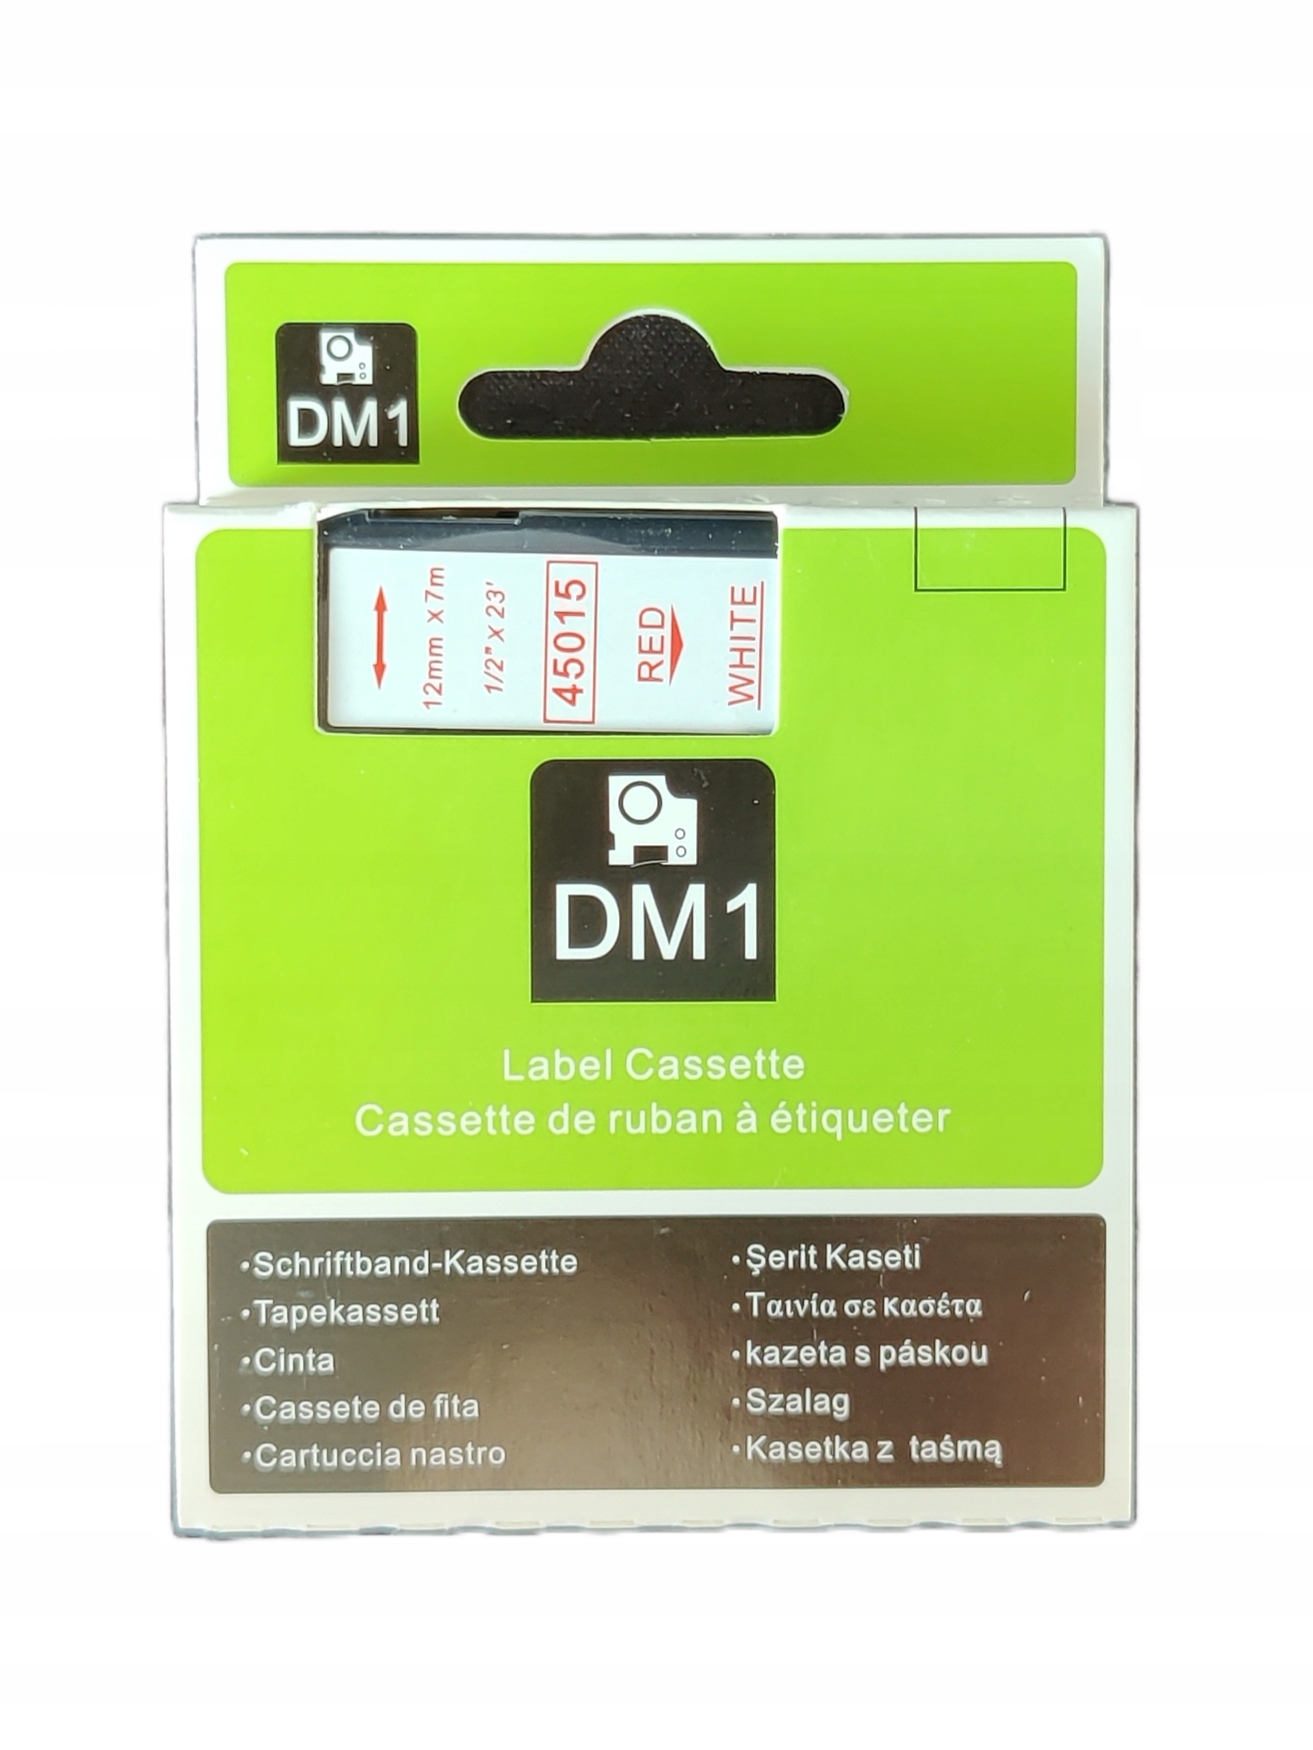 DM1
12mm x 7m
1/2" X 23'
45015
RED
WHITE
DM1
Label Cassette
Cassette de ruban à étiqueter
·Schriftband-Kassette
·Tapekassett
·Cinta
·Cassete de fita
·Cartuccia nastro
·Şerit Kaseti
·Ταινία σε κασέτα
·kazeta s páskou
·Szalag
·Kasetka z taśmą